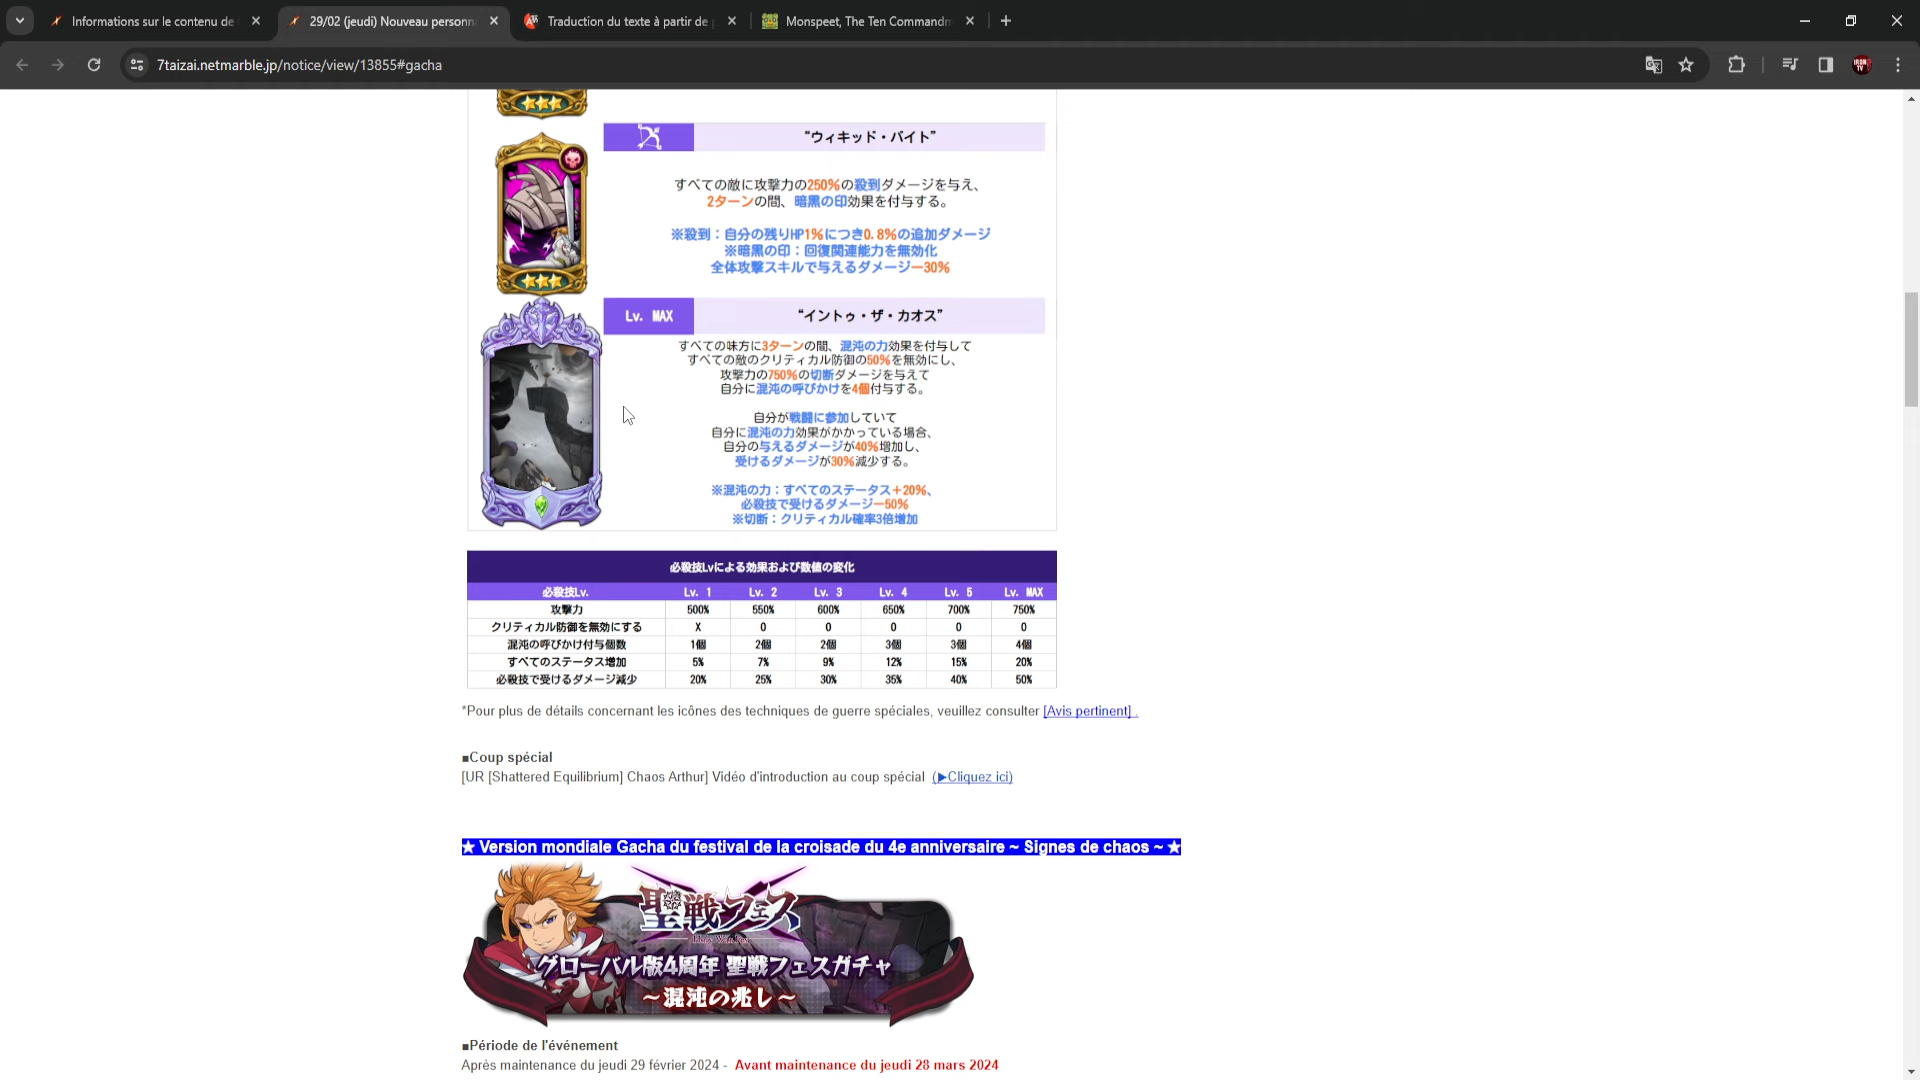 Informations sur le contenu de
29/02 (jeudi) Nouveau personn
Traduction du texte à partir de
Monspeet, The Ten Commandm
7taizai.netmarble.jp/notice/view/13855#gacha
“ウィキッド・バイト”
すべての敵に攻撃力の250%の殺到ダメージを与え、
2ターンの間、暗黒の印効果を付与する。
※殺到：自分の残りHP1%につき0.8%の追加ダメージ
※暗黒の印：回復関連能力を無効化
全体攻撃スキルで与えるダメージー30%
Lv. MAX
“イントゥ・ザ・カオス”
すべての味方に3ターンの間、混沌の力効果を付与して
すべての敵のクリティカル防御の50%を無効にし、
攻撃力の750%の切断ダメージを与えて
自分に混沌の呼びかけを4個付与する。
自分が戦闘に参加していて
自分に混沌の力効果がかかっている場合、
自分の与えるダメージが40%増加し、
受けるダメージが30%減少する。
※混沌の力：すべてのステータス＋20%、
必殺技で受けるダメージー50%
※切断：クリティカル確率3倍増加
必殺技Lvによる効果および数値の変化
必殺技Lv. Lv. 1 Lv. 2 Lv. 3 Lv. 4 Lv. 5 Lv. MAX
攻撃力 500% 550% 600% 650% 700% 750%
クリティカル防御を無効にする X O O O O O
混沌の呼びかけ付与個数 1個 2個 2個 3個 3個 4個
すべてのステータス増加 5% 7% 9% 12% 15% 20%
必殺技で受けるダメージ減少 20% 25% 30% 35% 40% 50%
*Pour plus de détails concernant les icônes des techniques de guerre spéciales, veuillez consulter [Avis pertinent] .
■Coup spécial
[UR [Shattered Equilibrium] Chaos Arthur] Vidéo d'introduction au coup spécial (▶Cliquez ici)
★ Version mondiale Gacha du festival de la croisade du 4e anniversaire ~ Signes de chaos ~ ★
聖戦フェス
Holy War Fes
グローバル版4周年 聖戦フェスガチャ
～混沌の兆し～
■Période de l'événement
Après maintenance du jeudi 29 février 2024 - Avant maintenance du jeudi 28 mars 2024